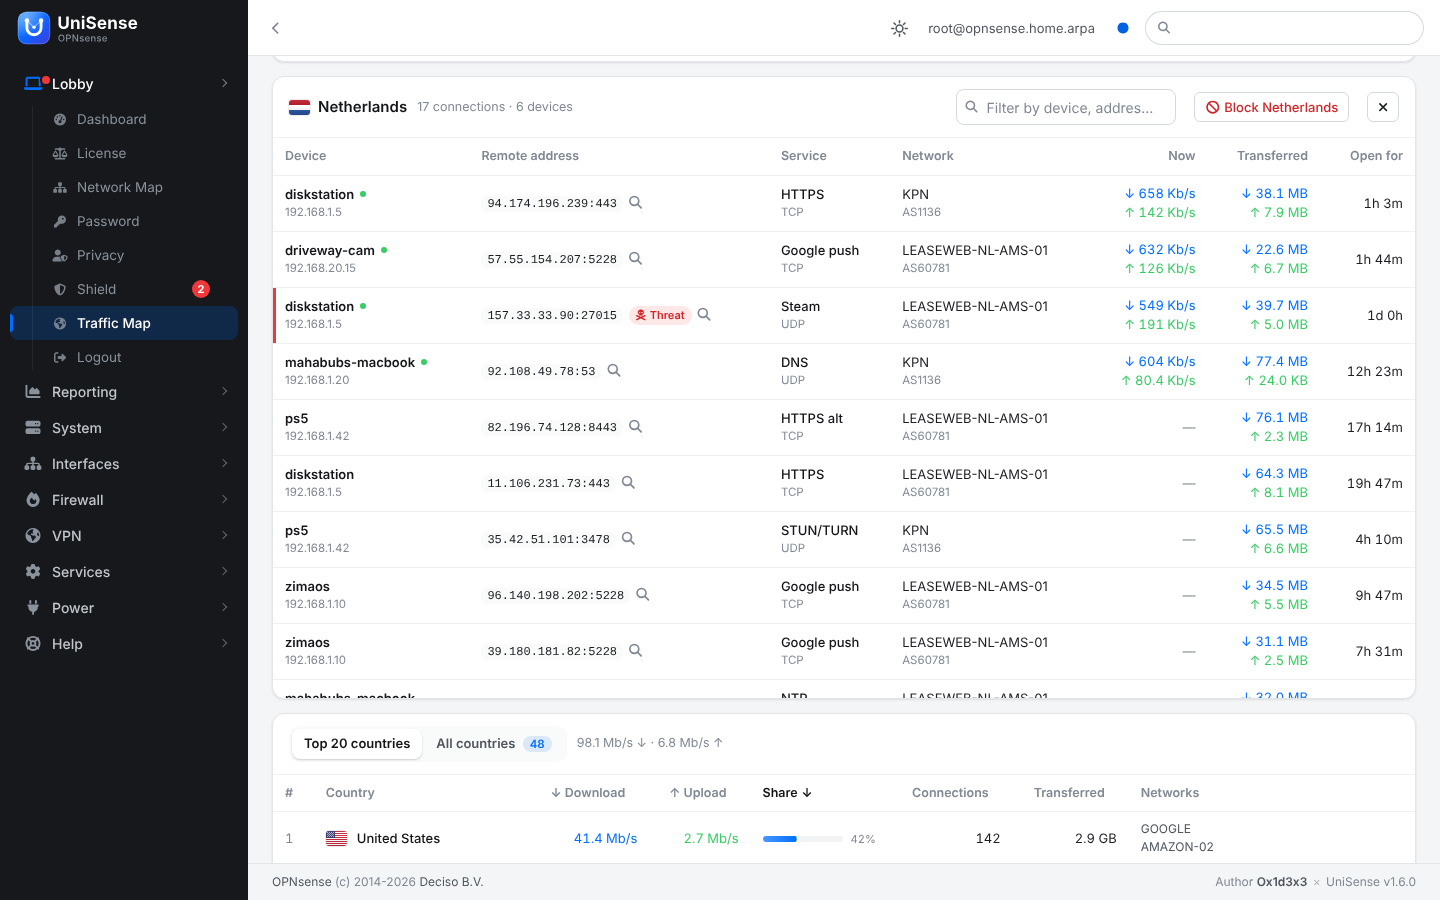 UniSense
OPNsense
root@opnsense.home.arpa
Lobby
Dashboard
License
Network Map
Password
Privacy
Shield 2
Traffic Map
Logout
Reporting
System
Interfaces
Firewall
VPN
Services
Power
Help
Netherlands 17 connections · 6 devices
Filter by device, addres...
Block Netherlands
Device Remote address Service Network Now Transferred Open for
diskstation 94.174.196.239:443 HTTPS KPN ↓ 658 Kb/s ↓ 38.1 MB 1h 3m
192.168.1.5 TCP AS1136 ↑ 142 Kb/s ↑ 7.9 MB
driveway-cam 57.55.154.207:5228 Google push LEASEWEB-NL-AMS-01 ↓ 632 Kb/s ↓ 22.6 MB 1h 44m
192.168.20.15 TCP AS60781 ↑ 126 Kb/s ↑ 6.7 MB
diskstation 157.33.33.90:27015 Threat Steam LEASEWEB-NL-AMS-01 ↓ 549 Kb/s ↓ 39.7 MB 1d 0h
192.168.1.5 UDP AS60781 ↑ 191 Kb/s ↑ 5.0 MB
mahabubs-macbook 92.108.49.78:53 DNS KPN ↓ 604 Kb/s ↓ 77.4 MB 12h 23m
192.168.1.20 UDP AS1136 ↑ 80.4 Kb/s ↑ 24.0 KB
ps5 82.196.74.128:8443 HTTPS alt LEASEWEB-NL-AMS-01 — ↓ 76.1 MB 17h 14m
192.168.1.42 TCP AS60781 ↑ 2.3 MB
diskstation 11.106.231.73:443 HTTPS LEASEWEB-NL-AMS-01 — ↓ 64.3 MB 19h 47m
192.168.1.5 TCP AS60781 ↑ 8.1 MB
ps5 35.42.51.101:3478 STUN/TURN KPN — ↓ 65.5 MB 4h 10m
192.168.1.42 UDP AS1136 ↑ 6.6 MB
zimaos 96.140.198.202:5228 Google push LEASEWEB-NL-AMS-01 — ↓ 34.5 MB 9h 47m
192.168.1.10 TCP AS60781 ↑ 5.5 MB
zimaos 39.180.181.82:5228 Google push LEASEWEB-NL-AMS-01 — ↓ 31.1 MB 7h 31m
192.168.1.10 TCP AS60781 ↑ 2.5 MB
mahabubs-macbook NTP LEASEWEB-NL-AMS-01 ↓ 32.0 MB
Top 20 countries All countries 48 98.1 Mb/s ↓ · 6.8 Mb/s ↑
# Country ↓ Download ↑ Upload Share ↓ Connections Transferred Networks
1 United States 41.4 Mb/s 2.7 Mb/s 42% 142 2.9 GB GOOGLE
AMAZON-02
OPNsense (c) 2014-2026 Deciso B.V.
Author Ox1d3x3 × UniSense v1.6.0